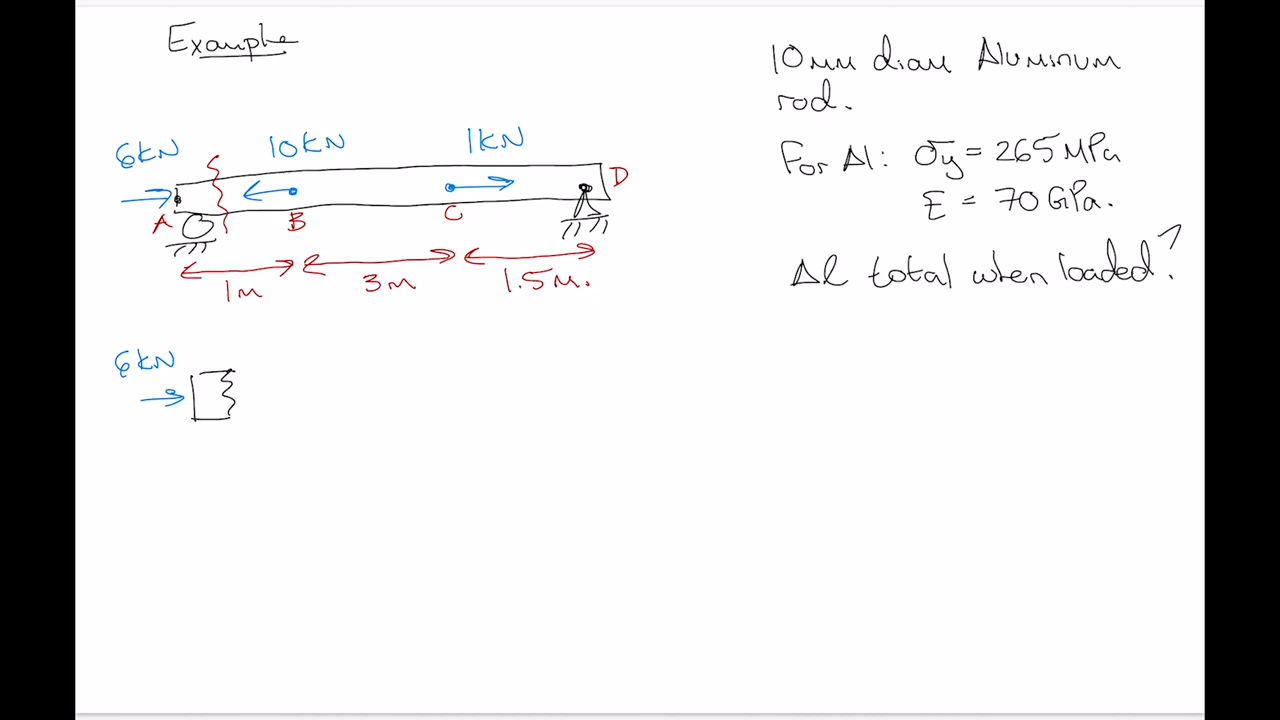 Example
10mm diam Aluminum
rod.
For Al: σy = 265 MPa
E = 70 GPa.
Δl total when loaded?
6kN 10kN 1kN
A B C D
1m 3m 1.5m.
6kN